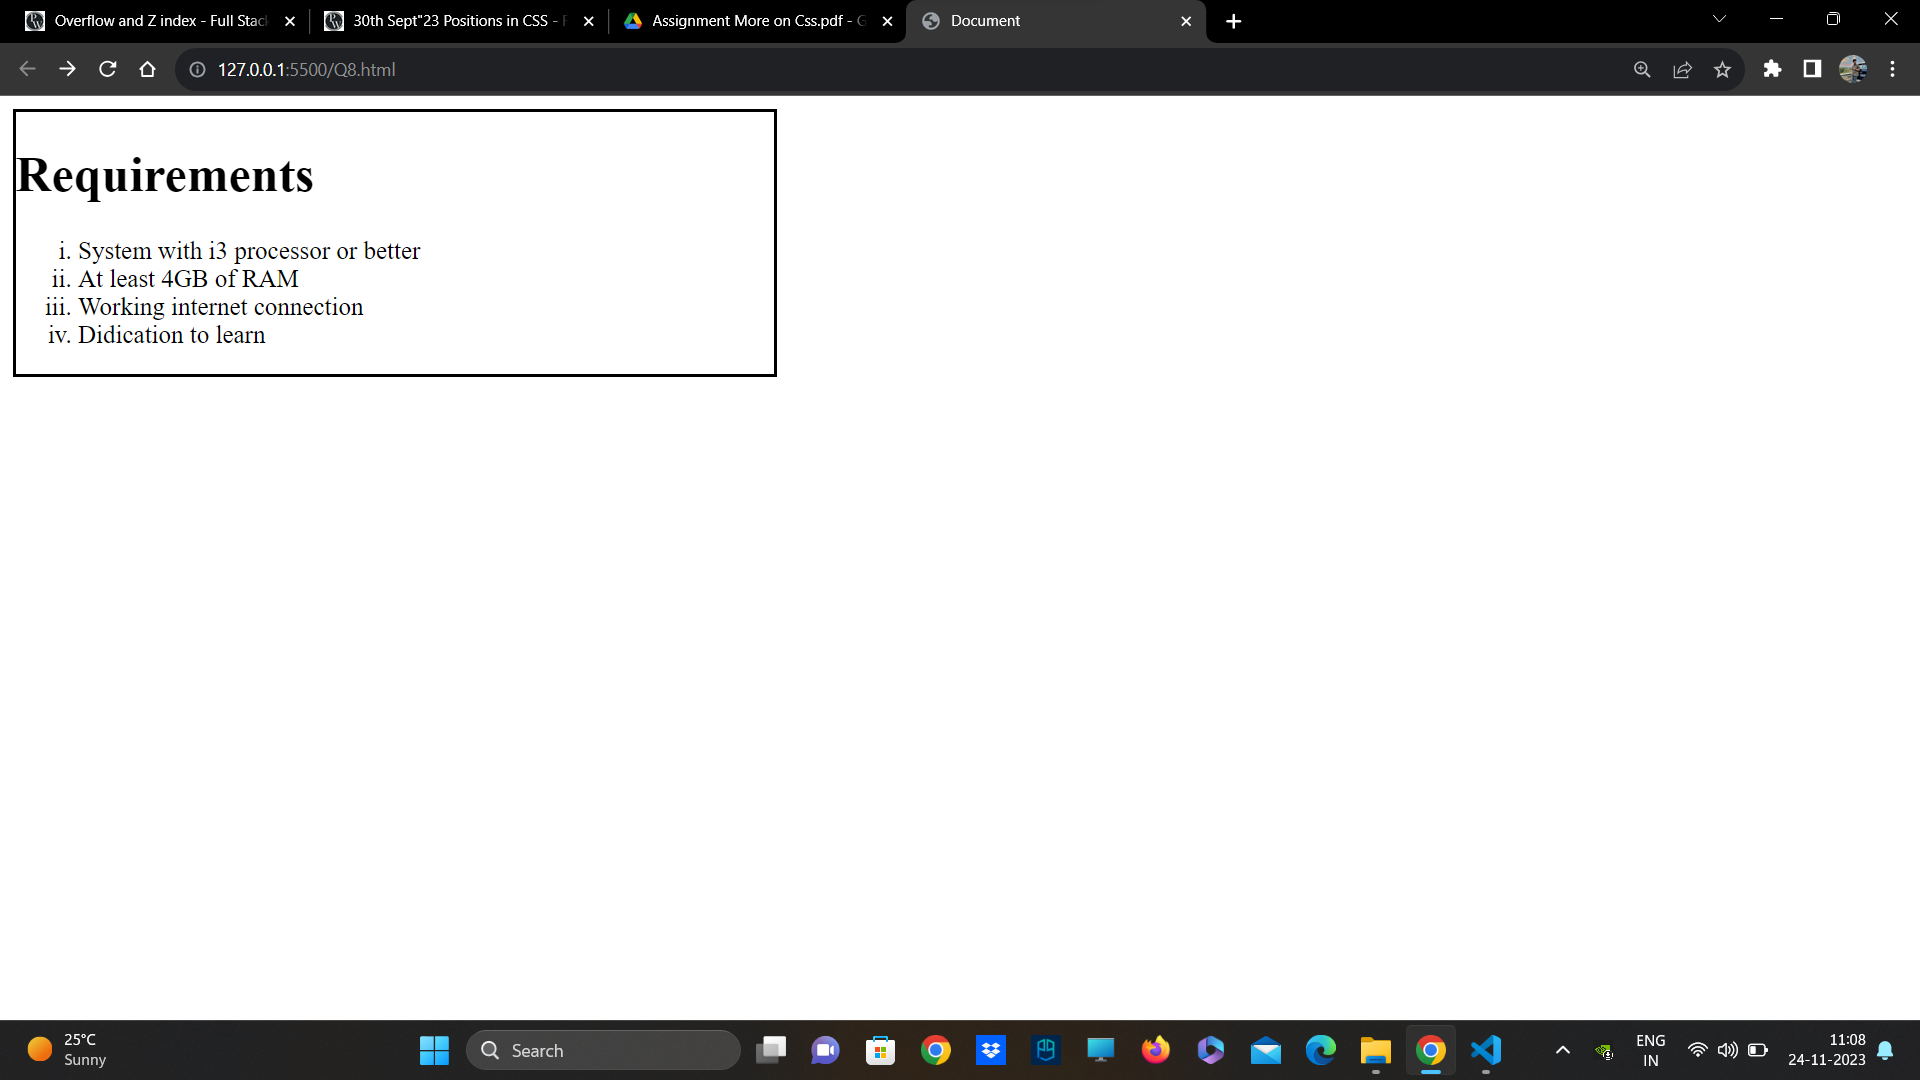 Overflow and Z index - Full Stack
30th Sept"23 Positions in CSS - F
Assignment More on Css.pdf - G
Document
127.0.0.1:5500/Q8.html
Requirements
i. System with i3 processor or better
ii. At least 4GB of RAM
iii. Working internet connection
iv. Didication to learn
25°C
Sunny
Search
ENG
IN
11:08
24-11-2023